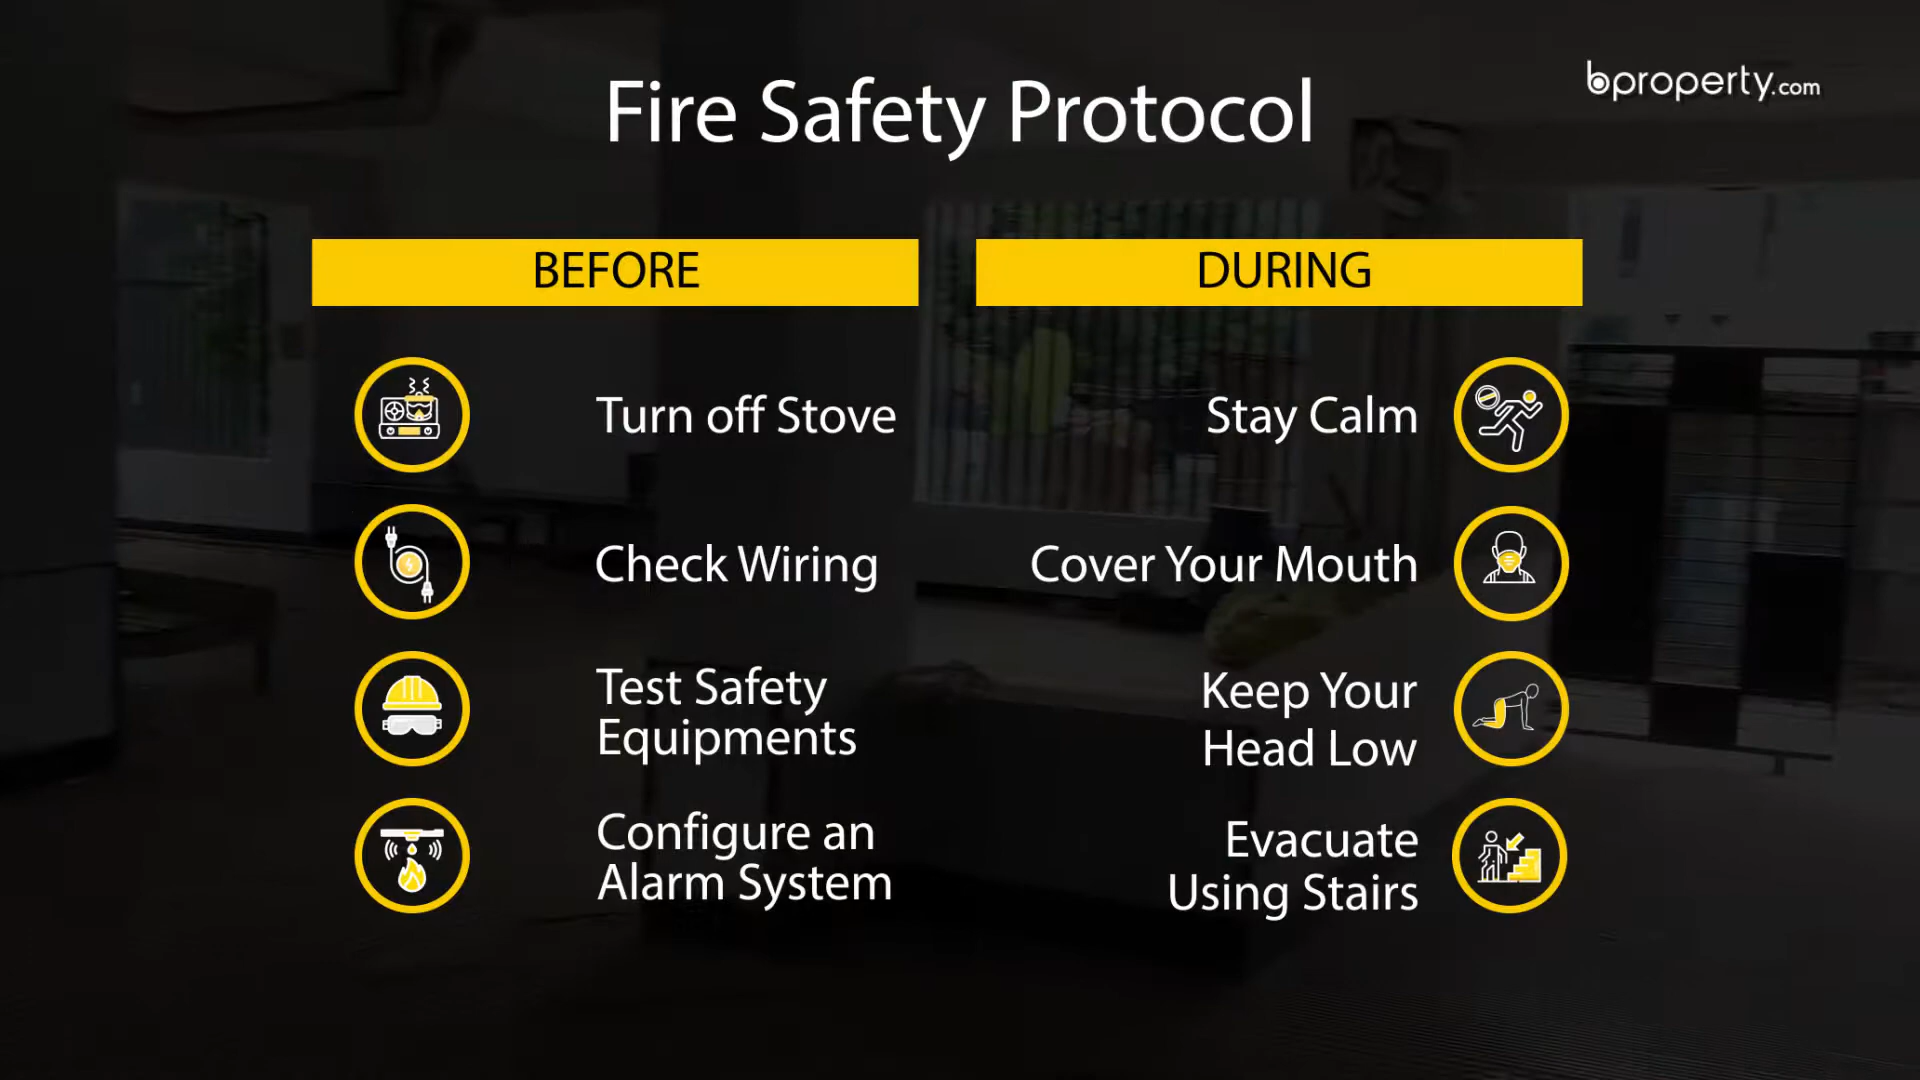 Fire Safety Protocol
bproperty.com
BEFORE
Turn off Stove
Check Wiring
Test Safety
Equipments
Configure an
Alarm System
DURING
Stay Calm
Cover Your Mouth
Keep Your
Head Low
Evacuate
Using Stairs